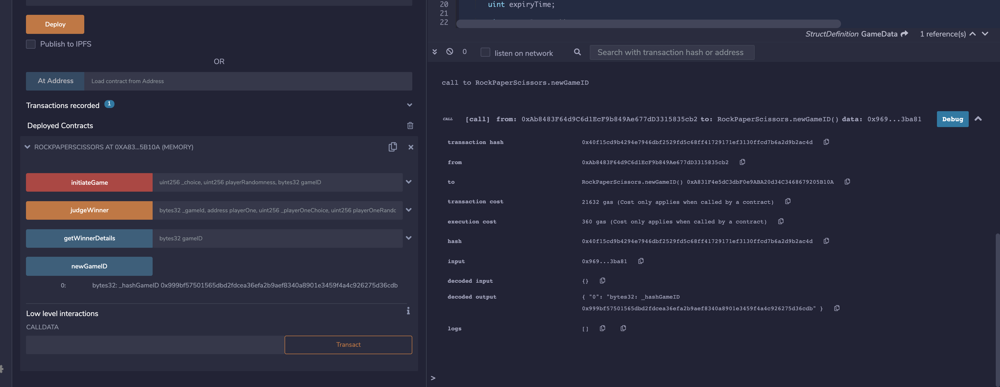 Deploy
Publish to IPFS
OR
At Address Load contract from Address
Transactions recorded 1
Deployed Contracts
ROCKPAPERSCISSORS AT 0XA83...5B10A (MEMORY)
initiateGame uint256 _choice, uint256 playerRandomness, bytes32 gameID
judgeWinner bytes32 _gameId, address playerOne, uint256 _playerOneChoice, uint256 playerOneRandc
getWinnerDetails bytes32 gameID
newGameID
0: bytes32: _hashGameID 0x999bf57501565dbd2fdcea36efa2b9aef8340a8901e3459f4a4c926275d36cdb
Low level interactions
CALLDATA
Transact
20 uint expiryTime;
21
22
StructDefinition GameData 1 reference(s)
0 listen on network Search with transaction hash or address
call to RockPaperScissors.newGameID
CALL [call] from: 0xAb8483F64d9C6d1EcF9b849Ae677dD3315835cb2 to: RockPaperScissors.newGameID() data: 0x969...3ba81 Debug
transaction hash 0x40f15cd9b4294e7946dbf2529fd5c68ff41729171ef3130ffcd7b6a2d9b2ac4d
from 0xAb8483F64d9C6d1EcF9b849Ae677dD3315835cb2
to RockPaperScissors.newGameID() 0xA831F4e5dC3dbF0e9ABA20d34C3468679205B10A
transaction cost 21632 gas (Cost only applies when called by a contract)
execution cost 360 gas (Cost only applies when called by a contract)
hash 0x40f15cd9b4294e7946dbf2529fd5c68ff41729171ef3130ffcd7b6a2d9b2ac4d
input 0x969...3ba81
decoded input {}
decoded output { "0": "bytes32: _hashGameID
0x999bf57501565dbd2fdcea36efa2b9aef8340a8901e3459f4a4c926275d36cdb" }
logs []
>